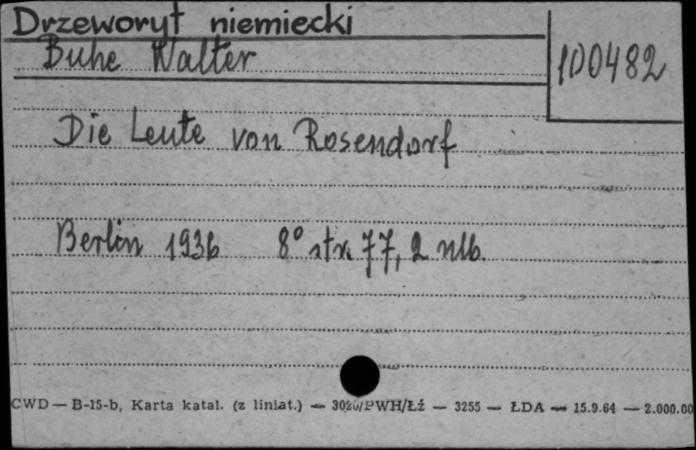 Drzeworyt niemiecki
Buhe Walter
100482
Die Leute von Rosendorf
Berlin 1936 8° str. 77, 2 nlb.
CWD — B-15-b, Karta katal. (z liniat.) — 3026/PWH/Łź — 3255 — ŁDA — 15.9.64 — 2.000.00